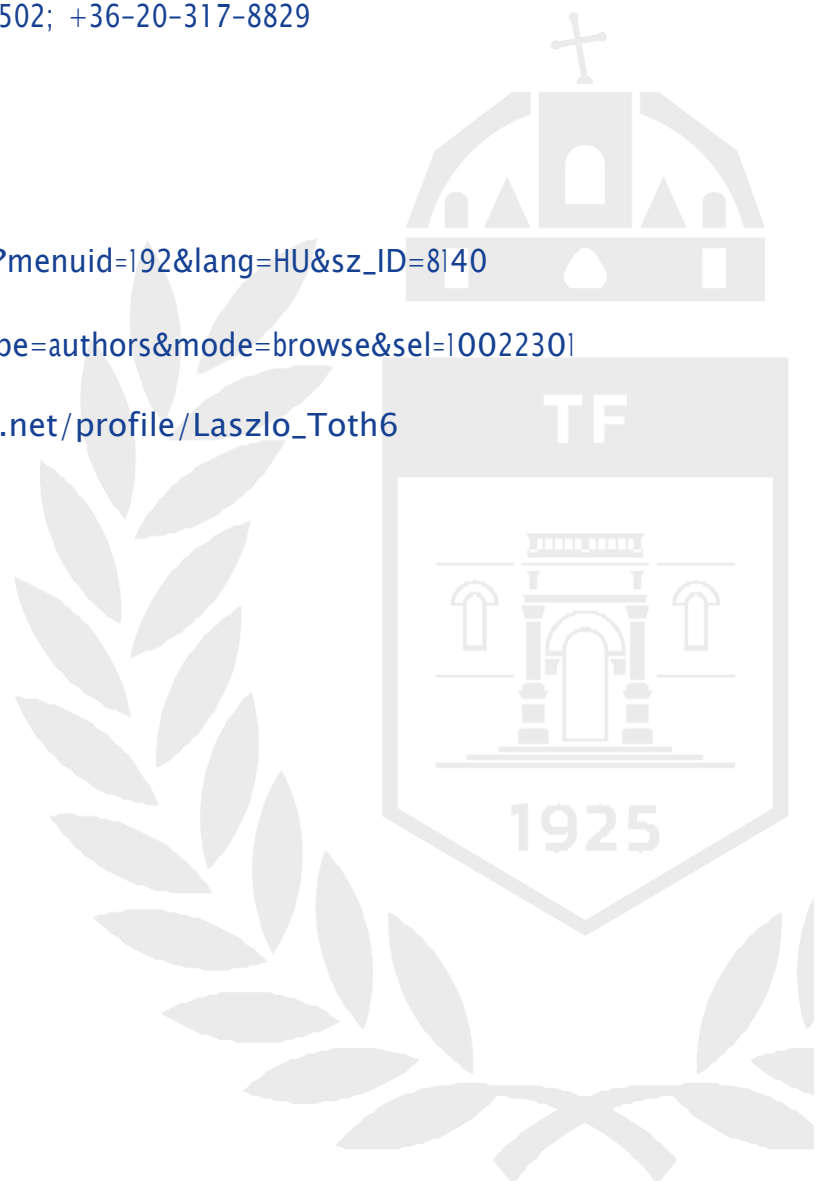 502; +36-20-317-8829
?menuid=192&lang=HU&sz_ID=8140
pe=authors&mode=browse&sel=10022301
.net/profile/Laszlo_Toth6
TF
1925